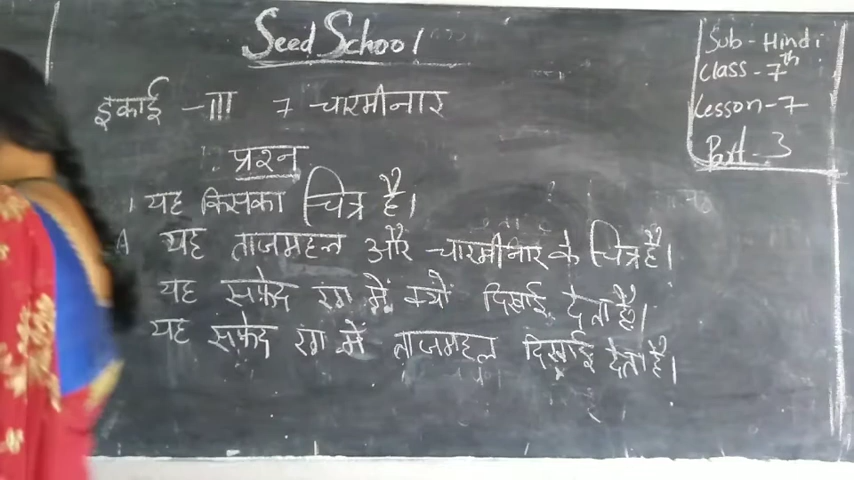 Seed School
Sub - Hindi
Class - 7th
Lesson - 7
Part - 3
इकाई - III 7 चारमीनार
प्रश्न
1 यह किसका चित्र है।
A यह ताजमहल और चारमीनार के चित्र है।
यह सफ़ेद रंग में क्यों दिखाई देता है।
यह सफ़ेद रंग में ताजमहल दिखाई देता है।